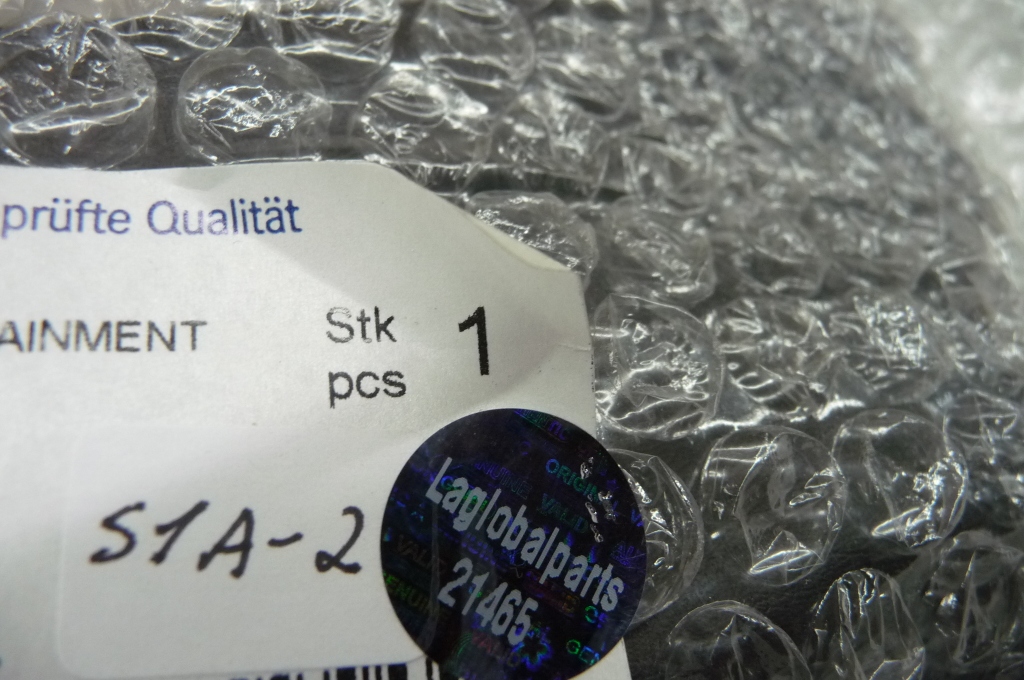 prüfte Qualität
AINMENT
Stk 1
pcs
S1A-2
Laglobalparts
21465